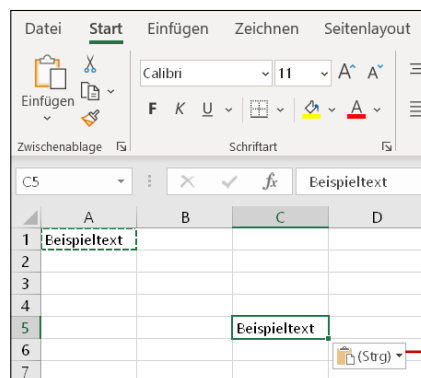 Datei Start Einfügen Zeichnen Seitenlayout
Calibri 11 A A
Einfügen
F K U A
Zwischenablage Schriftart
C5 fx Beispieltext
A B C D
1 Beispieltext
2
3
4
5 Beispieltext
6 (Strg)
7